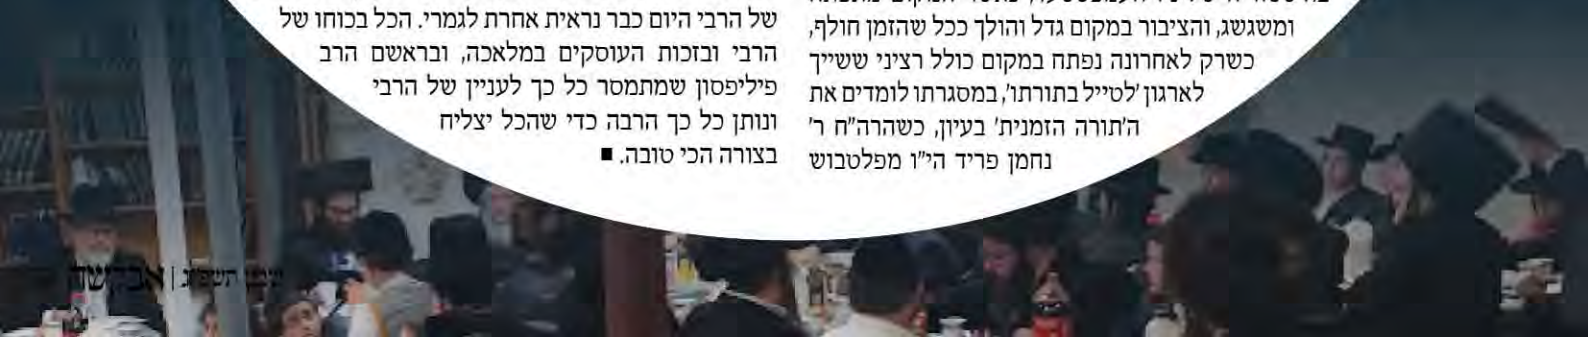 ומשגשג, והציבור במקום גדל והולך ככל שהזמן חולף,
כשרק לאחרונה נפתח במקום כולל רציני ששייך
לארגון 'לטייל בתורתו', במסגרתו לומדים את
ה'תורה הזמנית' בעיון, כשהרה"ח ר'
נחמן פריד הי"ו מפלטבוש
של הרבי היום כבר נראית אחרת לגמרי. הכל בכוחו של
הרבי ובזכות העוסקים במלאכה, ובראשם הרב
פיליפסון שמתמסר כל כך לעניין של הרבי
ונותן כל כך הרבה כדי שהכל יצליח
בצורה הכי טובה. ■
| אבקשה